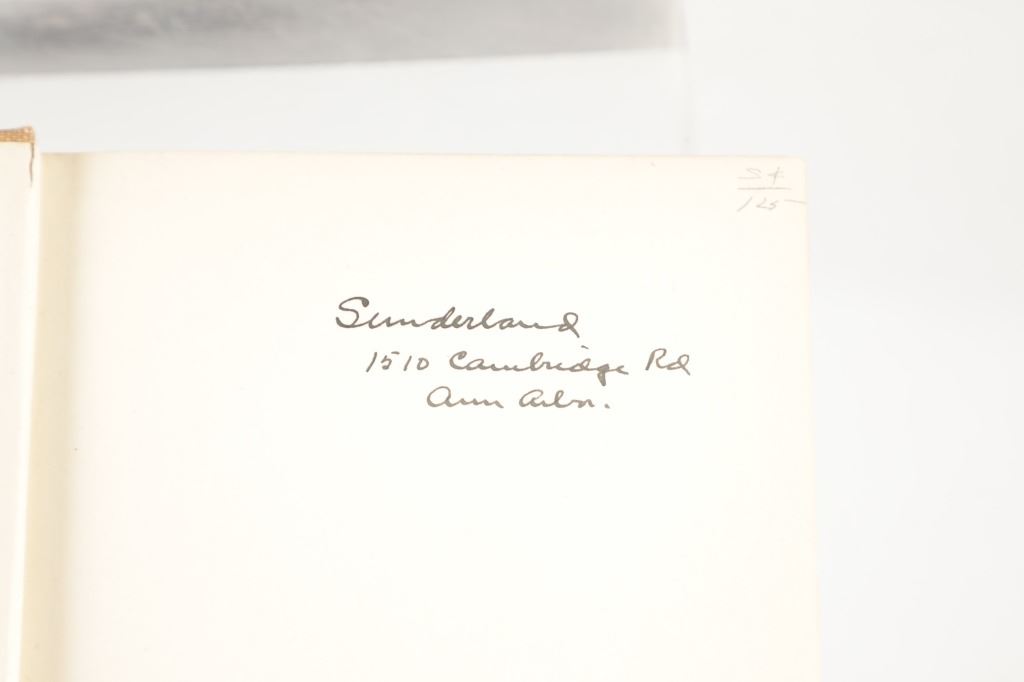 Sunderland
1510 Cambridge Rd
Ann Arbor.
125